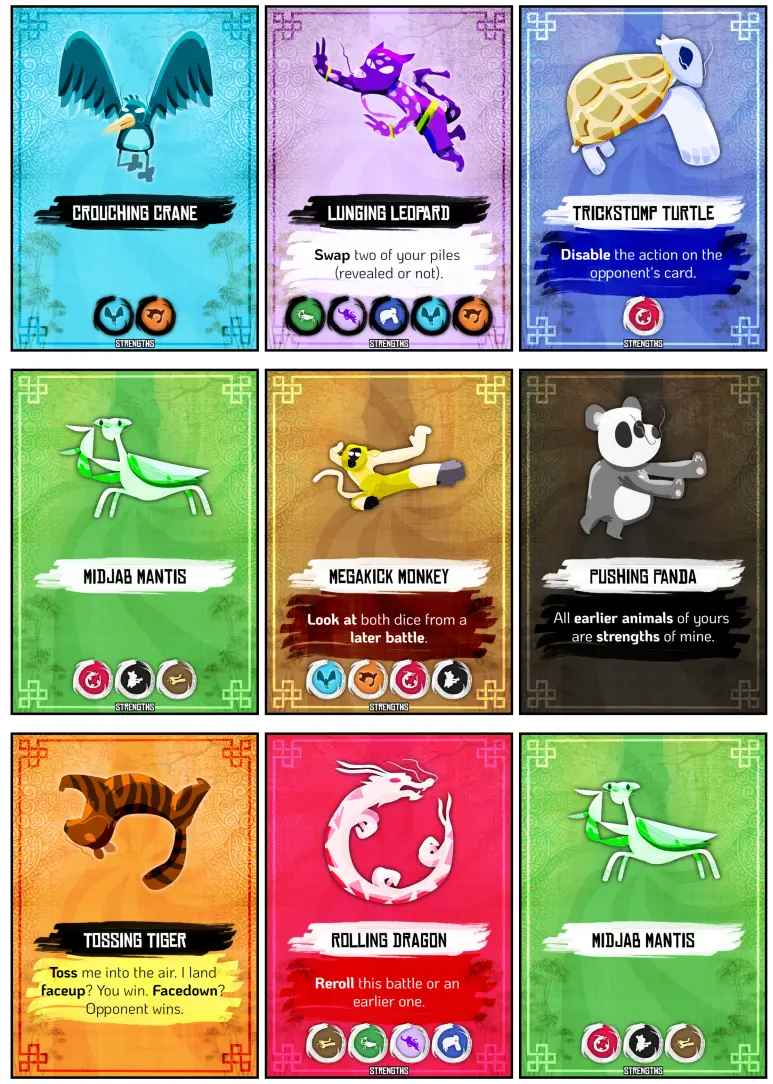 CROUCHING CRANE
STRENGTHS
LUNGING LEOPARD
Swap two of your piles
(revealed or not).
STRENGTHS
TRICKSTOMP TURTLE
Disable the action on the
opponent's card.
STRENGTHS
MIDJAB MANTIS
STRENGTHS
MEGAKICK MONKEY
Look at both dice from a
later battle.
STRENGTHS
PUSHING PANDA
All earlier animals of yours
are strengths of mine.
TOSSING TIGER
Toss me into the air. I land
faceup? You win. Facedown?
Opponent wins.
ROLLING DRAGON
Reroll this battle or an
earlier one.
STRENGTHS
MIDJAB MANTIS
STRENGTHS